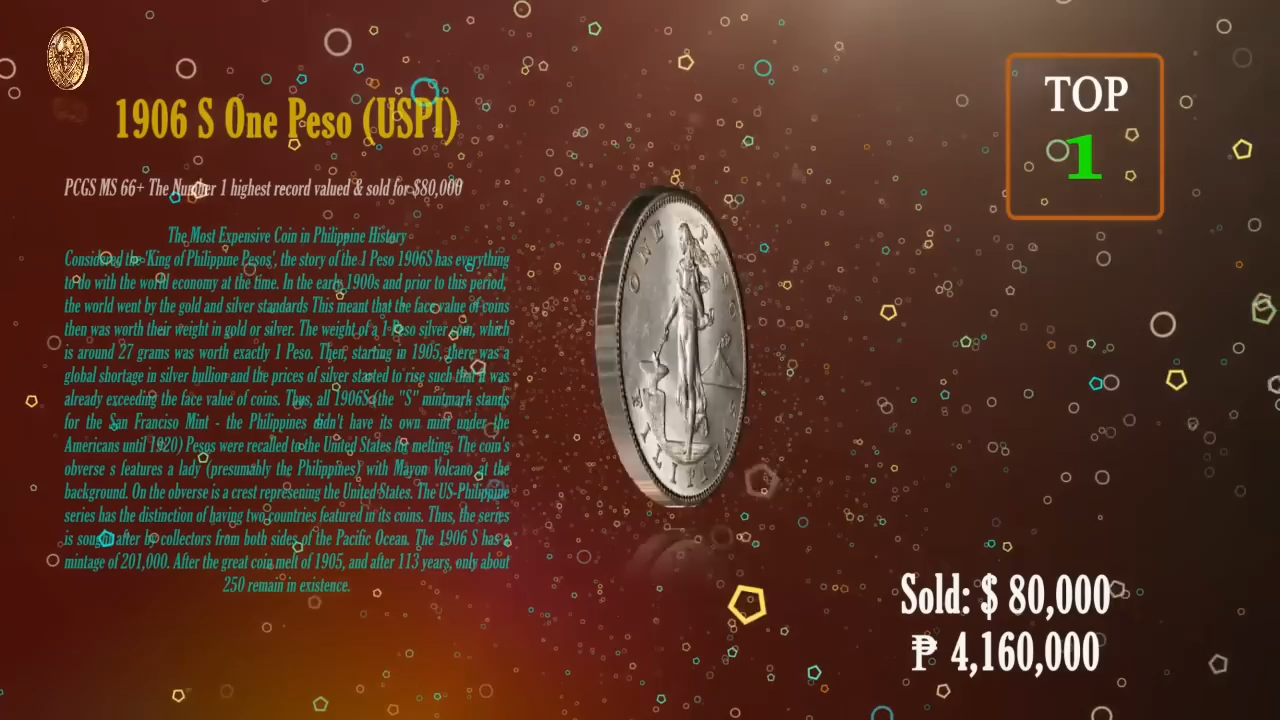 1906 S One Peso (USPI)
PCGS MS 66+ The Number 1 highest record valued & sold for $80,000
The Most Expensive Coin in Philippine History
Considered the 'King of Philippine Pesos', the story of the 1 Peso 1906S has everything
to do with the world economy at the time. In the early 1900s and prior to this period,
the world went by the gold and silver standards This meant that the face value of coins
then was worth their weight in gold or silver. The weight of a 1-Peso silver coin, which
is around 27 grams was worth exactly 1 Peso. Then, starting in 1905, there was a
global shortage in silver bullion and the prices of silver started to rise such that it was
already exceeding the face value of coins. Thus, all 1906S (the "S" mintmark stands
for the San Franciso Mint - the Philippines didn't have its own mint under the
Americans until 1920) Pesos were recalled to the United States for melting. The coin's
obverse s features a lady (presumably the Philippines) with Mayon Volcano at the
background. On the obverse is a crest represening the United States. The US-Philippine
series has the distinction of having two countries featured in its coins. Thus, the series
is sought after by collectors from both sides of the Pacific Ocean. The 1906 S has a
mintage of 201,000. After the great coin melt of 1905, and after 113 years, only about
250 remain in existence.
ONE PESO
TOP
1
Sold: $ 80,000
₱ 4,160,000